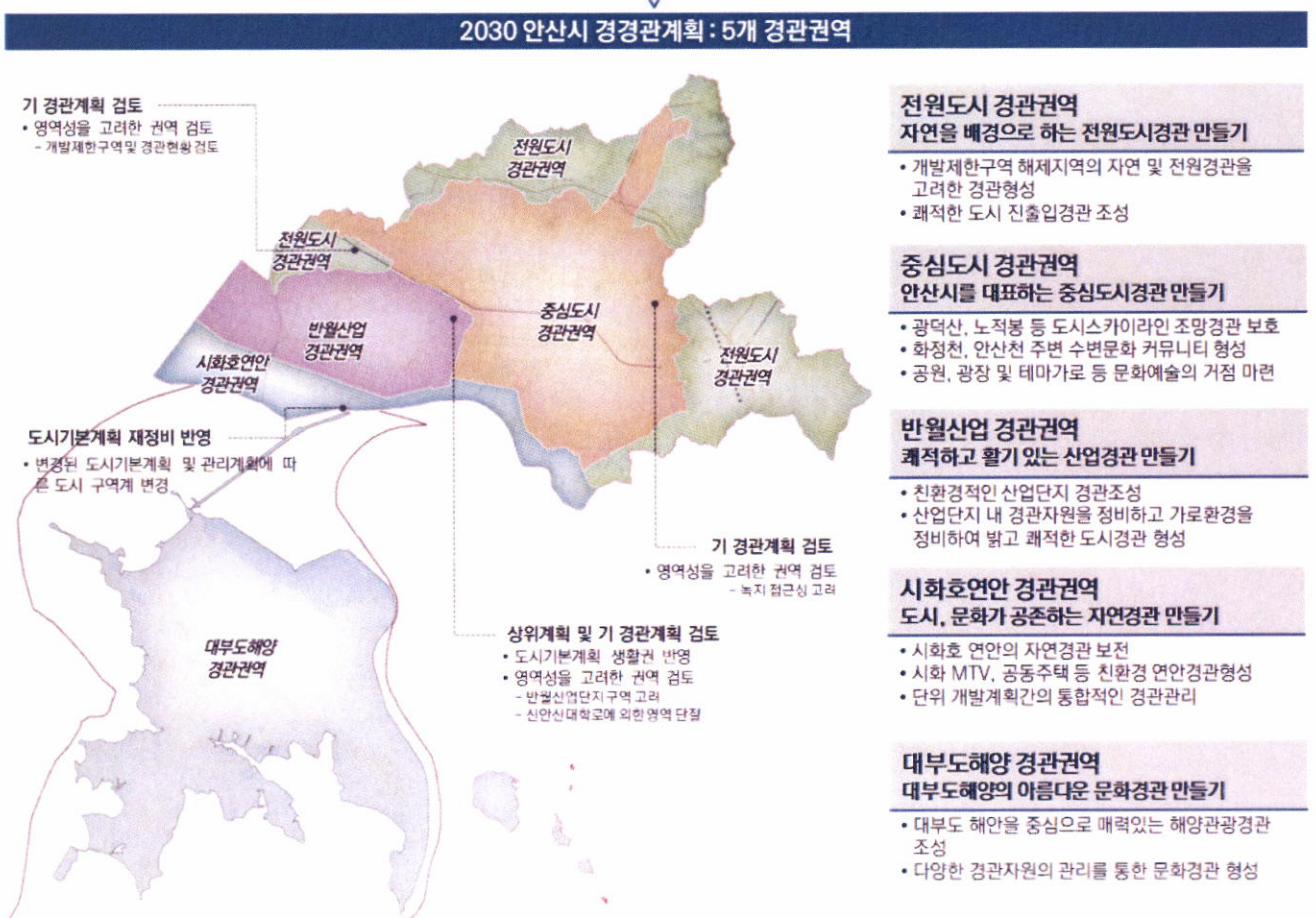 2030 안산시 경경관계획 : 5개 경관권역
기 경관계획 검토
• 영역성을 고려한 권역 검토
- 개발제한구역 및 경관현황 검토
전원도시
경관권역
전원도시
경관권역
중심도시
경관권역
반월산업
경관권역
전원도시
경관권역
시화호연안
경관권역
도시기본계획 재정비 반영
• 변경된 도시기본계획 및 관리계획에 따
른 도시 구역계 변경
기 경관계획 검토
• 영역성을 고려한 권역 검토
- 녹지 접근성 고려
대부도해양
경관권역
상위계획 및 기 경관계획 검토
• 도시기본계획 생활권 반영
• 영역성을 고려한 권역 검토
- 반월산업단지 구역 고려
- 신안산대학로에 의한 영역 단절
전원도시 경관권역
자연을 배경으로 하는 전원도시경관 만들기
• 개발제한구역 해제지역의 자연 및 전원경관을
고려한 경관형성
• 쾌적한 도시 진출입경관 조성
중심도시 경관권역
안산시를 대표하는 중심도시경관 만들기
• 광덕산, 노적봉 등 도시스카이라인 조망경관 보호
• 화정천, 안산천 주변 수변문화 커뮤니티 형성
• 공원, 광장 및 테마가로 등 문화예술의 거점 마련
반월산업 경관권역
쾌적하고 활기 있는 산업경관 만들기
• 친환경적인 산업단지 경관조성
• 산업단지 내 경관자원을 정비하고 가로환경을
정비하여 밝고 쾌적한 도시경관 형성
시화호연안 경관권역
도시, 문화가 공존하는 자연경관 만들기
• 시화호 연안의 자연경관 보전
• 시화 MTV, 공동주택 등 친환경 연안경관형성
• 단위 개발계획간의 통합적인 경관관리
대부도해양 경관권역
대부도해양의 아름다운 문화경관 만들기
• 대부도 해안을 중심으로 매력있는 해양관광경관
조성
• 다양한 경관자원의 관리를 통한 문화경관 형성